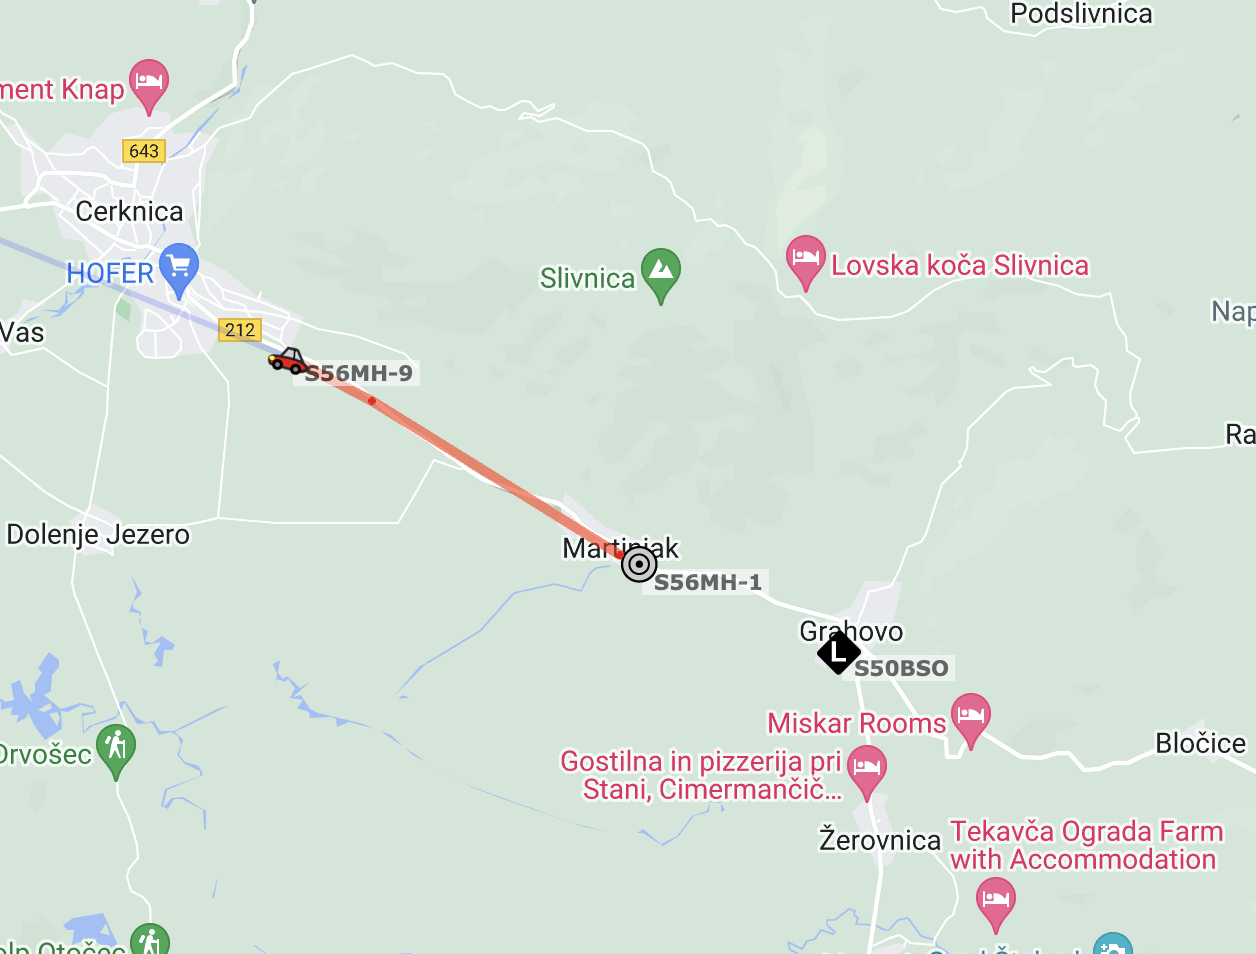 Podslivnica
ment Knap
643
Cerknica
HOFER
Slivnica
Lovska koča Slivnica
Nap
Vas
212
S56MH-9
Ra
Dolenje Jezero
Martinjak
S56MH-1
Grahovo
L
S50BSO
Miskar Rooms
Bločice
Drvošec
Gostilna in pizzerija pri
Stani, Cimermančič...
Žerovnica
Tekavča Ograda Farm
with Accommodation
Otočec